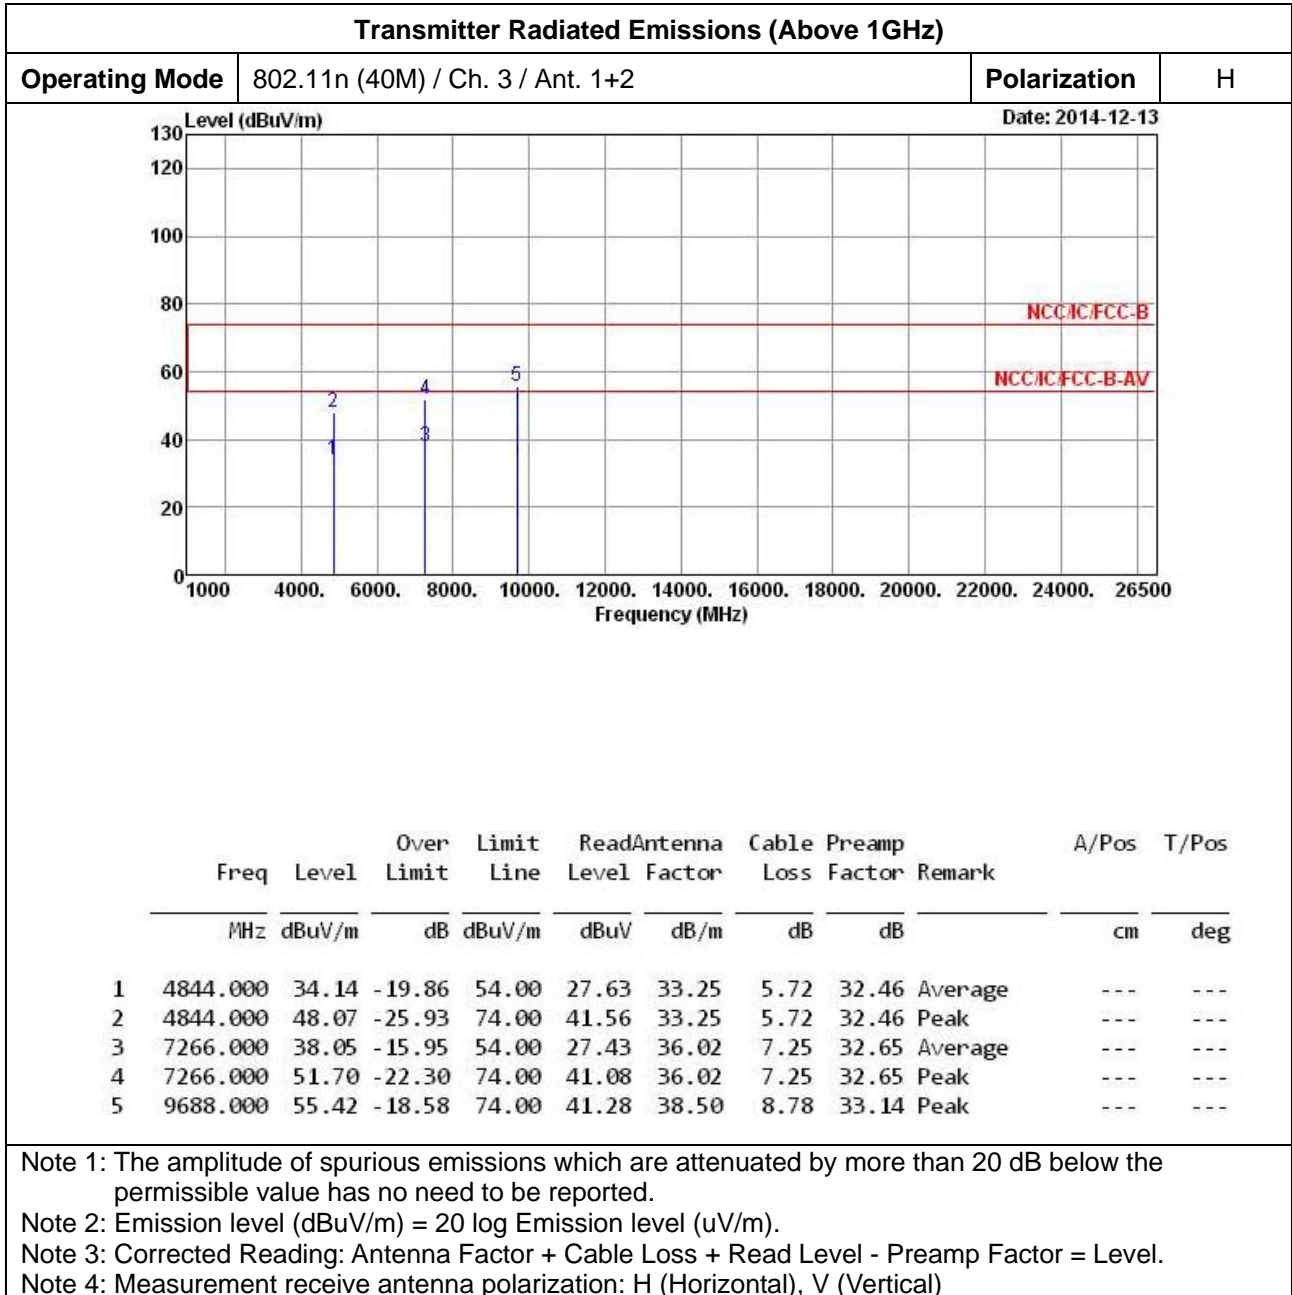 Transmitter Radiated Emissions (Above 1GHz)
Operating Mode 802.11n (40M) / Ch. 3 / Ant. 1+2 Polarization H
Level (dBuV/m) Date: 2014-12-13
130
120
100
80
NCC/IC/FCC-B
60
NCC/IC/FCC-B-AV
5
4
2
3
1
40
20
0
1000 4000. 6000. 8000. 10000. 12000. 14000. 16000. 18000. 20000. 22000. 24000. 26500
Frequency (MHz)
Over Limit ReadAntenna Cable Preamp A/Pos T/Pos
Freq Level Limit Line Level Factor Loss Factor Remark
MHz dBuV/m dB dBuV/m dBuV dB/m dB dB cm deg
1 4844.000 34.14 -19.86 54.00 27.63 33.25 5.72 32.46 Average --- ---
2 4844.000 48.07 -25.93 74.00 41.56 33.25 5.72 32.46 Peak --- ---
3 7266.000 38.05 -15.95 54.00 27.43 36.02 7.25 32.65 Average --- ---
4 7266.000 51.70 -22.30 74.00 41.08 36.02 7.25 32.65 Peak --- ---
5 9688.000 55.42 -18.58 74.00 41.28 38.50 8.78 33.14 Peak --- ---
Note 1: The amplitude of spurious emissions which are attenuated by more than 20 dB below the
permissible value has no need to be reported.
Note 2: Emission level (dBuV/m) = 20 log Emission level (uV/m).
Note 3: Corrected Reading: Antenna Factor + Cable Loss + Read Level - Preamp Factor = Level.
Note 4: Measurement receive antenna polarization: H (Horizontal), V (Vertical)